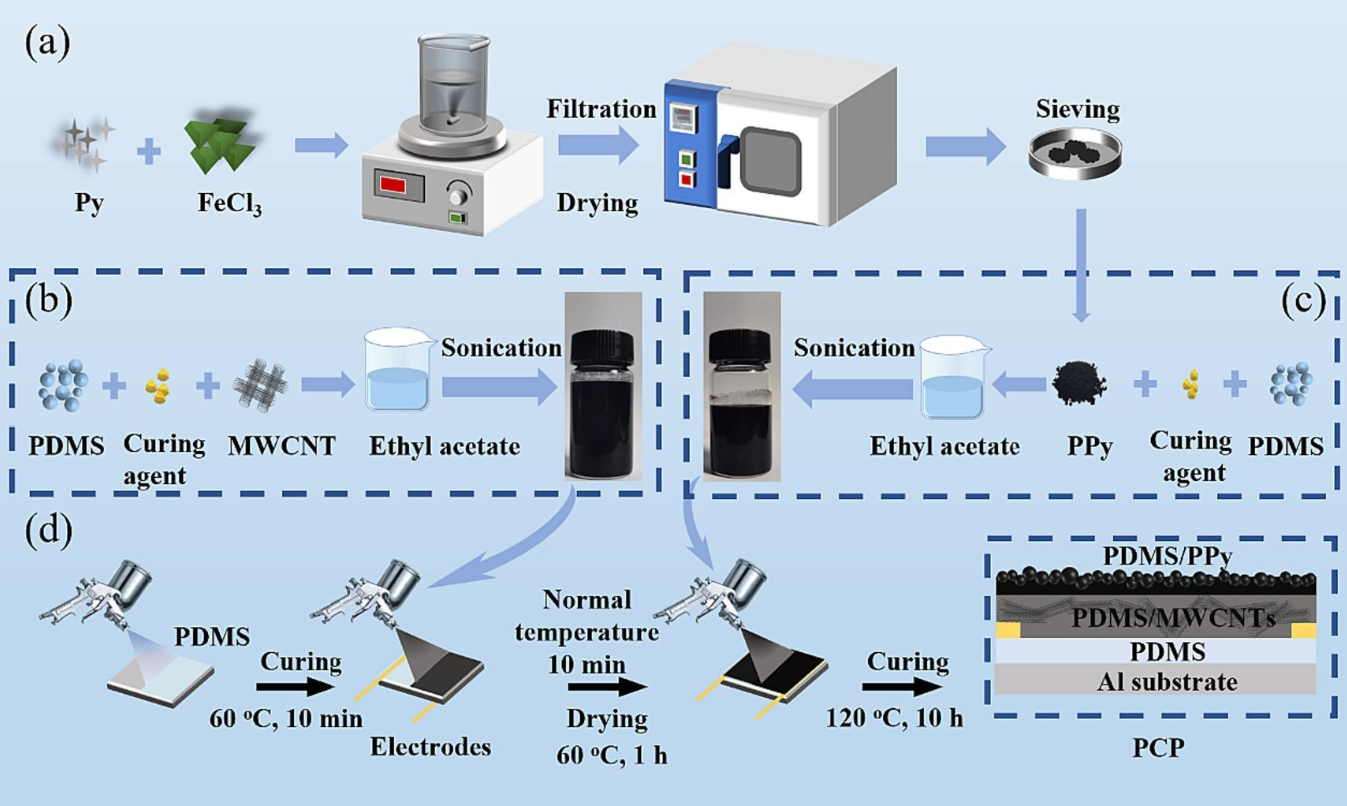 (a)
Py
+
FeCl₃
Filtration
Drying
Sieving
(b)
PDMS
+
Curing
agent
+
MWCNT
Ethyl acetate
Sonication
(c)
Sonication
Ethyl acetate
PPy
+
Curing
agent
+
PDMS
(d)
PDMS
Curing
60 °C, 10 min
Electrodes
Normal
temperature
10 min
Drying
60 °C, 1 h
Curing
120 °C, 10 h
PDMS/PPy
PDMS/MWCNTs
PDMS
Al substrate
PCP